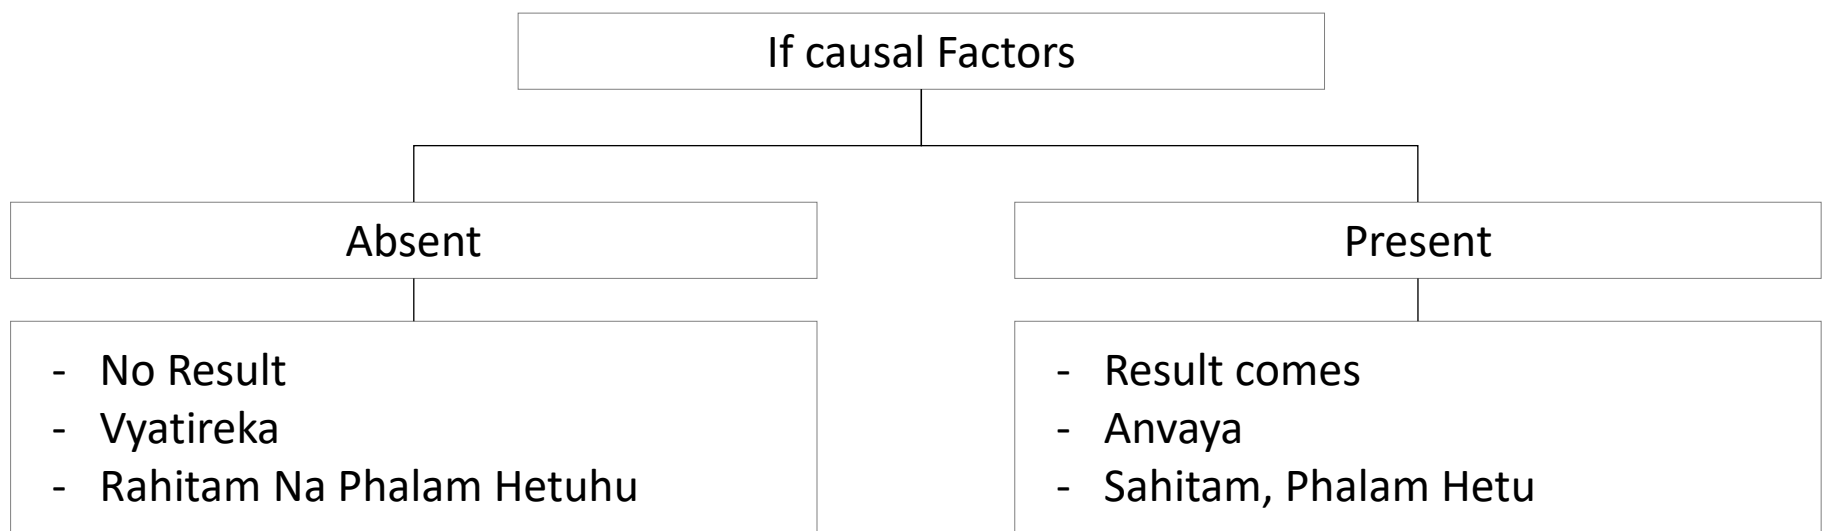 If causal Factors
Absent
- No Result
- Vyatireka
- Rahitam Na Phalam Hetuhu
Present
- Result comes
- Anvaya
- Sahitam, Phalam Hetu